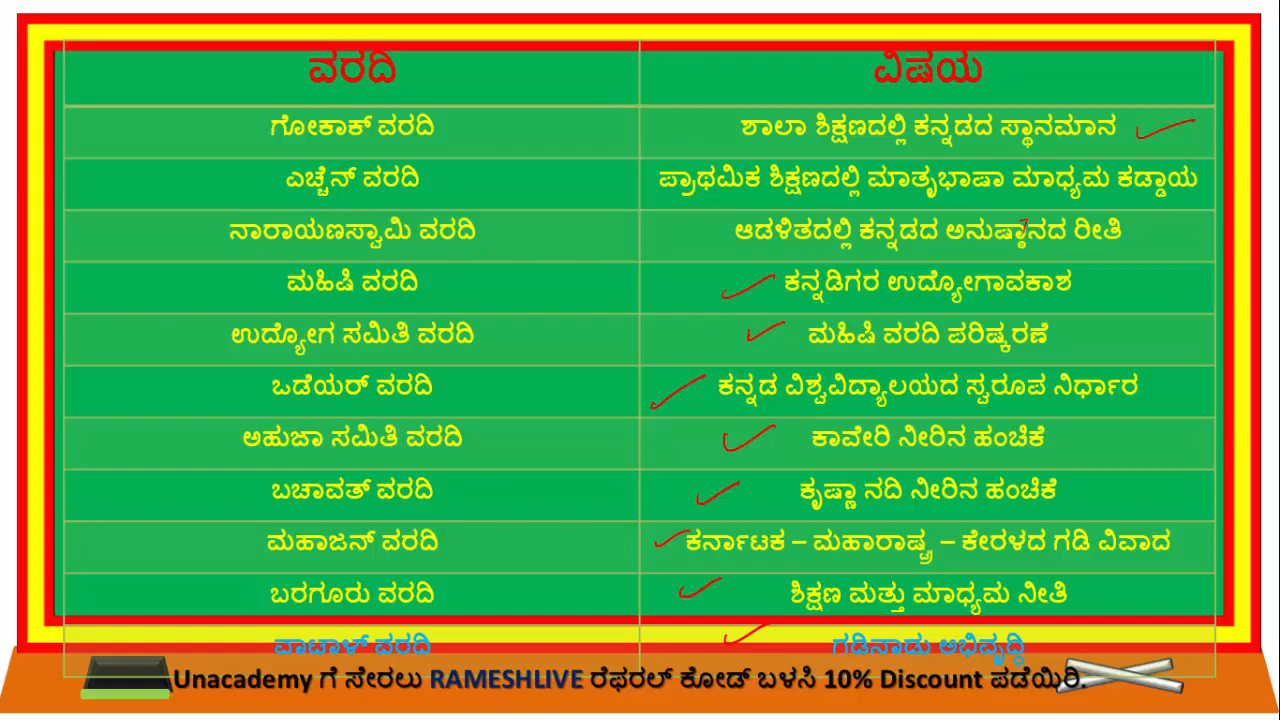 ವರದಿ ವಿಷಯ
ಗೋಕಾಕ್ ವರದಿ ಶಾಲಾ ಶಿಕ್ಷಣದಲ್ಲಿ ಕನ್ನಡದ ಸ್ಥಾನಮಾನ
ಎಚ್ಚೆನ್ ವರದಿ ಪ್ರಾಥಮಿಕ ಶಿಕ್ಷಣದಲ್ಲಿ ಮಾತೃಭಾಷಾ ಮಾಧ್ಯಮ ಕಡ್ಡಾಯ
ನಾರಾಯಣಸ್ವಾಮಿ ವರದಿ ಆಡಳಿತದಲ್ಲಿ ಕನ್ನಡದ ಅನುಷ್ಠಾನದ ರೀತಿ
ಮಹಿಷಿ ವರದಿ ಕನ್ನಡಿಗರ ಉದ್ಯೋಗಾವಕಾಶ
ಉದ್ಯೋಗ ಸಮಿತಿ ವರದಿ ಮಹಿಷಿ ವರದಿ ಪರಿಷ್ಕರಣೆ
ಒಡೆಯರ್ ವರದಿ ಕನ್ನಡ ವಿಶ್ವವಿದ್ಯಾಲಯದ ಸ್ವರೂಪ ನಿರ್ಧಾರ
ಅಹುಜಾ ಸಮಿತಿ ವರದಿ ಕಾವೇರಿ ನೀರಿನ ಹಂಚಿಕೆ
ಬಚಾವತ್ ವರದಿ ಕೃಷ್ಣಾ ನದಿ ನೀರಿನ ಹಂಚಿಕೆ
ಮಹಾಜನ್ ವರದಿ ಕರ್ನಾಟಕ – ಮಹಾರಾಷ್ಟ್ರ – ಕೇರಳದ ಗಡಿ ವಿವಾದ
ಬರಗೂರು ವರದಿ ಶಿಕ್ಷಣ ಮತ್ತು ಮಾಧ್ಯಮ ನೀತಿ
ವಾಟಾಳ್ ವರದಿ ಗಡಿನಾಡು ಅಭಿವೃದ್ಧಿ
Unacademy ಗೆ ಸೇರಲು RAMESHLIVE ರೆಫರಲ್ ಕೋಡ್ ಬಳಸಿ 10% Discount ಪಡೆಯಿರಿ.